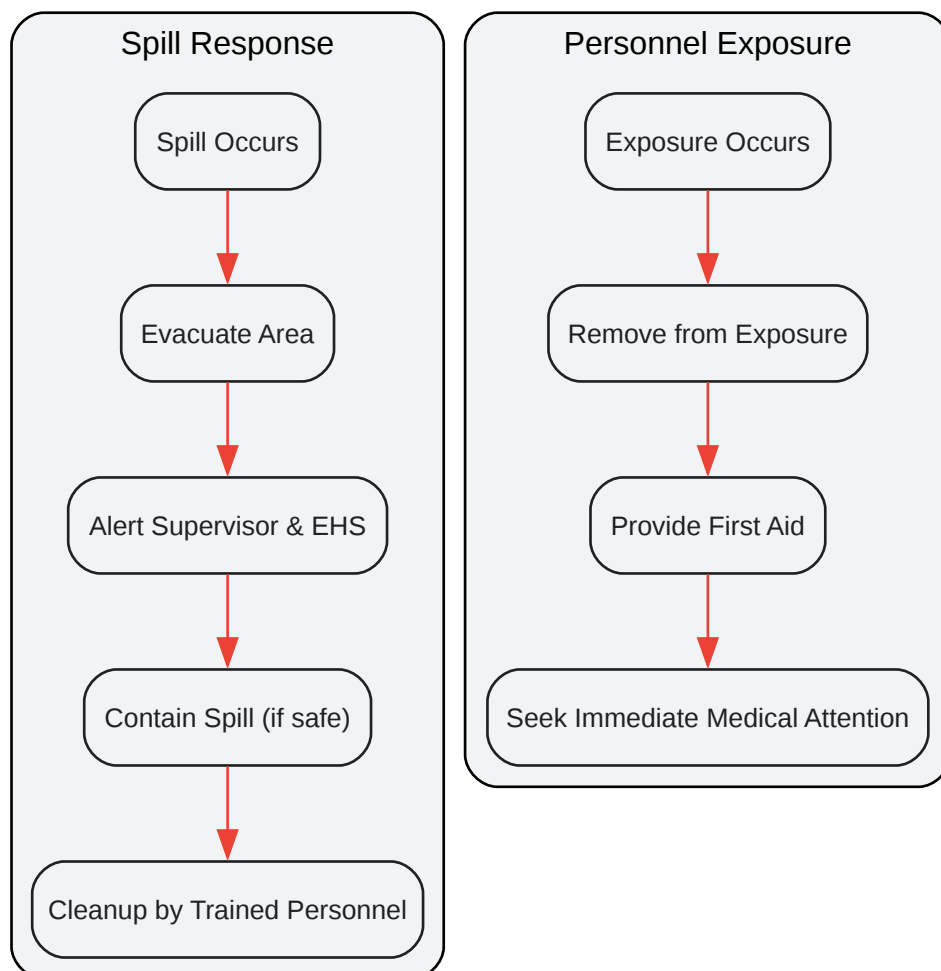 Spill Response
Spill Occurs
Evacuate Area
Alert Supervisor & EHS
Contain Spill (if safe)
Cleanup by Trained Personnel
Personnel Exposure
Exposure Occurs
Remove from Exposure
Provide First Aid
Seek Immediate Medical Attention